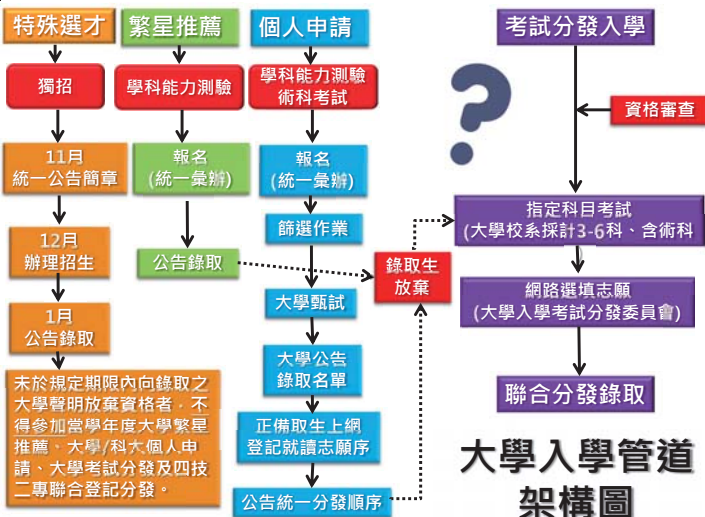 特殊選才
繁星推薦
個人申請
考試分發入學
獨招
學科能力測驗
學科能力測驗
術科考試
資格審查
11月
統一公告簡章
報名
(統一彙辦)
報名
(統一彙辦)
?
12月
辦理招生
公告錄取
篩選作業
錄取生
放棄
指定科目考試
(大學校系採計3-6科、含術科
)
1月
公告錄取
大學甄試
網路選填志願
(大學入學考試分發委員會)
未於規定期限內向錄取之
大學聲明放棄資格者，不
得參加當學年度大學繁星
推薦、大學/科大個人申
請、大學考試分發及四技
二專聯合登記分發。
大學公告
錄取名單
聯合分發錄取
正備取生上網
登記就讀志願序
公告統一分發順序
大學入學管道
架構圖